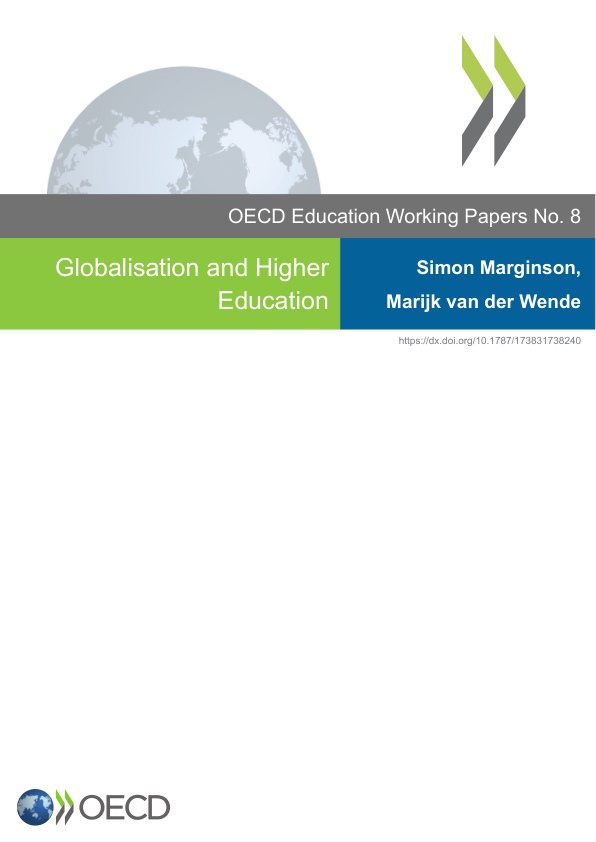 OECD Education Working Papers No. 8
Globalisation and Higher
Education
Simon Marginson,
Marijk van der Wende
https://dx.doi.org/10.1787/173831738240
OECD